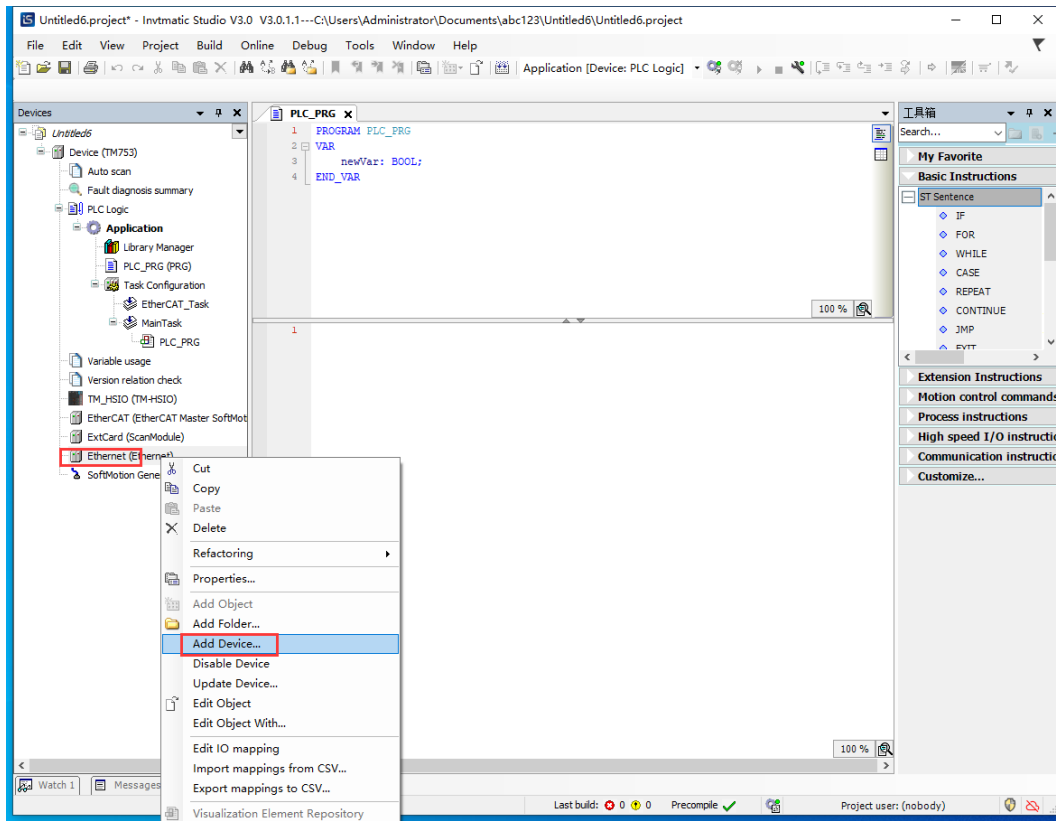 Untitled6.project* - Invtmatic Studio V3.0 V3.0.1.1---C:\Users\Administrator\Documents\abc123\Untitled6\Untitled6.project
File Edit View Project Build Online Debug Tools Window Help
Application [Device: PLC Logic]
Devices
Untitled6
Device (TM753)
Auto scan
Fault diagnosis summary
PLC Logic
Application
Library Manager
PLC_PRG (PRG)
Task Configuration
EtherCAT_Task
MainTask
PLC_PRG
Variable usage
Version relation check
TM_HSIO (TM-HSIO)
EtherCAT (EtherCAT Master SoftMot
ExtCard (ScanModule)
Ethernet (Ethernet)
SoftMotion Gene
Cut
Copy
Paste
Delete
Refactoring
Properties...
Add Object
Add Folder...
Add Device...
Disable Device
Update Device...
Edit Object
Edit Object With...
Edit IO mapping
Import mappings from CSV...
Export mappings to CSV...
Visualization Element Repository
PLC_PRG
1 PROGRAM PLC_PRG
2 VAR
3 newVar: BOOL;
4 END_VAR
100 %
1
100 %
工具箱
Search...
My Favorite
Basic Instructions
ST Sentence
IF
FOR
WHILE
CASE
REPEAT
CONTINUE
JMP
EXIT
Extension Instructions
Motion control commands
Process instructions
High speed I/O instructio
Communication instructio
Customize...
Watch 1 Messages
Last build: 0 0 Precompile Project user: (nobody)